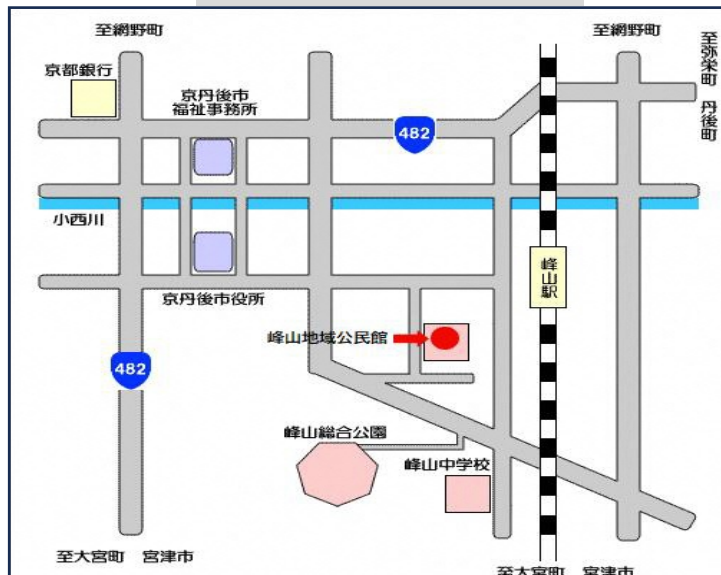 至網野町
至網野町
至弥栄町 丹後町
京都銀行
京丹後市
福祉事務所
482
小西川
峰山駅
京丹後市役所
峰山地域公民館
482
峰山総合公園
峰山中学校
至大宮町 宮津市
至大宮町 宮津市